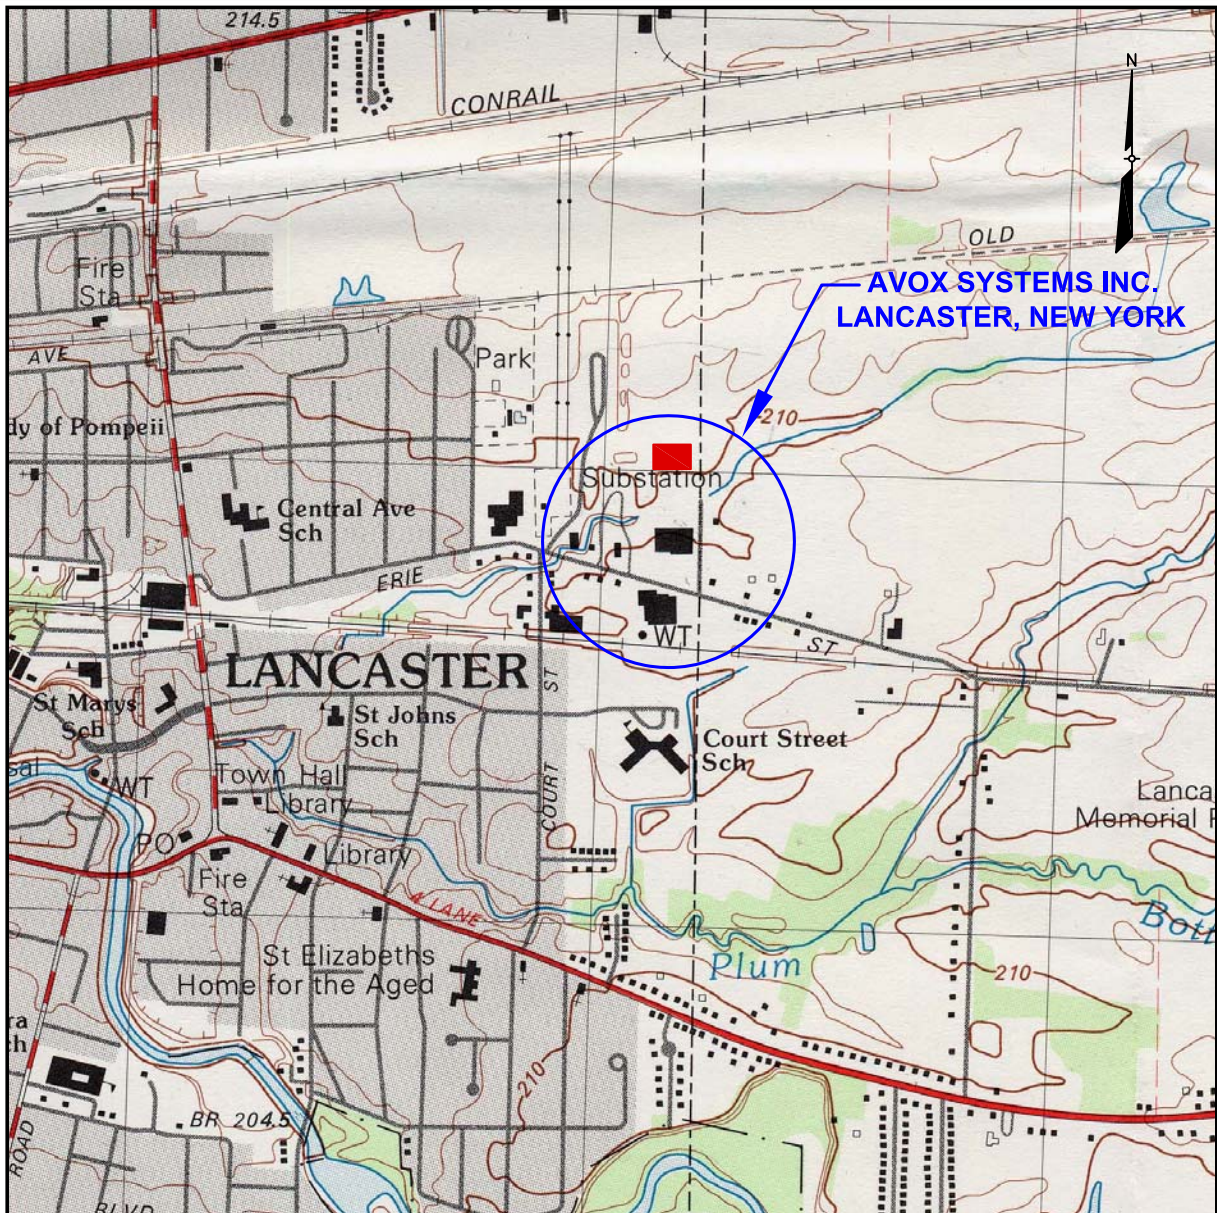 214.5
CONRAIL
N
OLD
Fire
Sta
AVOX SYSTEMS INC.
LANCASTER, NEW YORK
AVE
Park
210
dy of Pompeii
Substation
Central Ave
Sch
ERIE
ST
WT
LANCASTER
ST
St Marys
Sch
St Johns
Sch
Court Street
Sch
sal
WT
Town Hall
Library
COURT
Lanca
Memorial P
PO
Library
Fire
Sta
4 LANE
Bott
St Elizabeths
Home for the Aged
Plum
210
ra
ch
210
BR 204.5
ROAD
BLVD